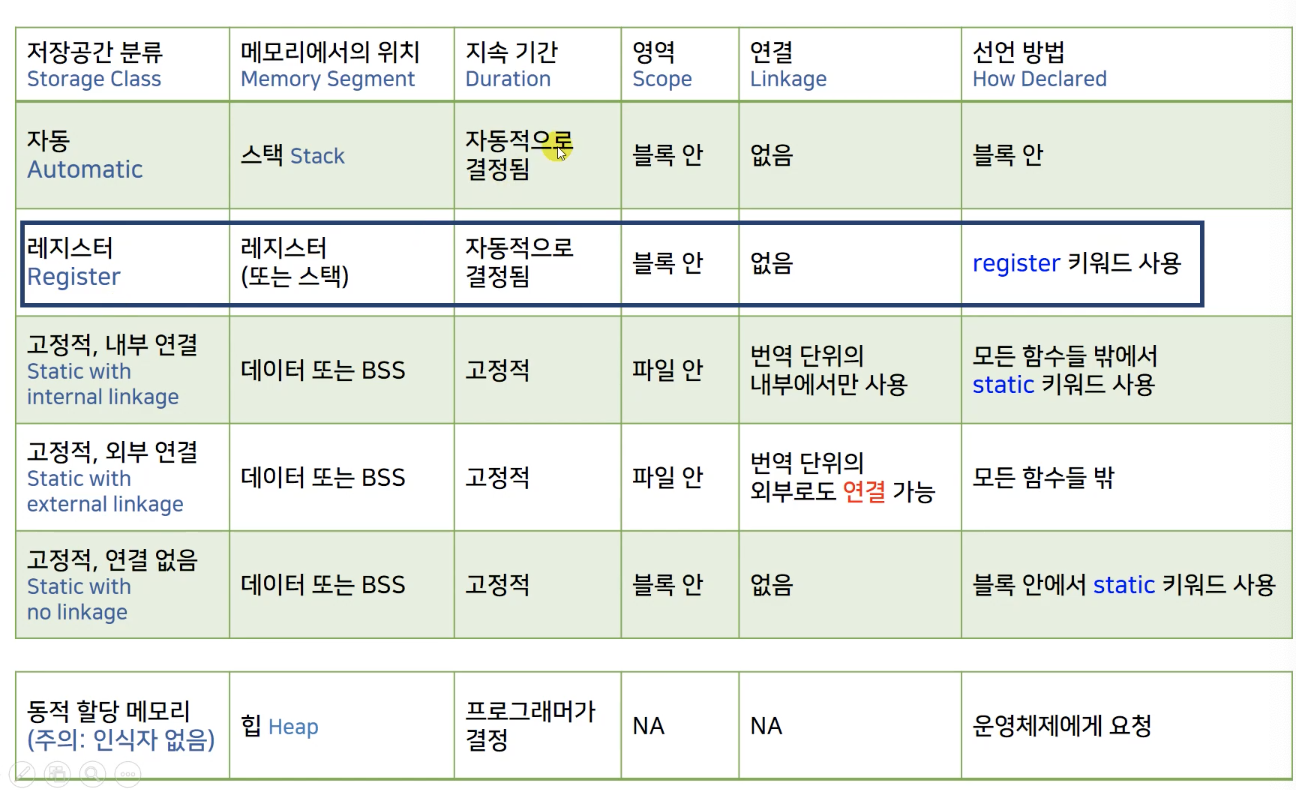 저장공간 분류
Storage Class
메모리에서의 위치
Memory Segment
지속 기간
Duration
영역
Scope
연결
Linkage
선언 방법
How Declared
자동
Automatic
스택 Stack
자동적으로
결정됨
블록 안
없음
블록 안
레지스터
Register
레지스터
(또는 스택)
자동적으로
결정됨
블록 안
없음
register 키워드 사용
고정적, 내부 연결
Static with
internal linkage
데이터 또는 BSS
고정적
파일 안
번역 단위의
내부에서만 사용
모든 함수들 밖에서
static 키워드 사용
고정적, 외부 연결
Static with
external linkage
데이터 또는 BSS
고정적
파일 안
번역 단위의
외부로도 연결 가능
모든 함수들 밖
고정적, 연결 없음
Static with
no linkage
데이터 또는 BSS
고정적
블록 안
없음
블록 안에서 static 키워드 사용
동적 할당 메모리
(주의: 인식자 없음)
힙 Heap
프로그래머가
결정
NA
NA
운영체제에게 요청